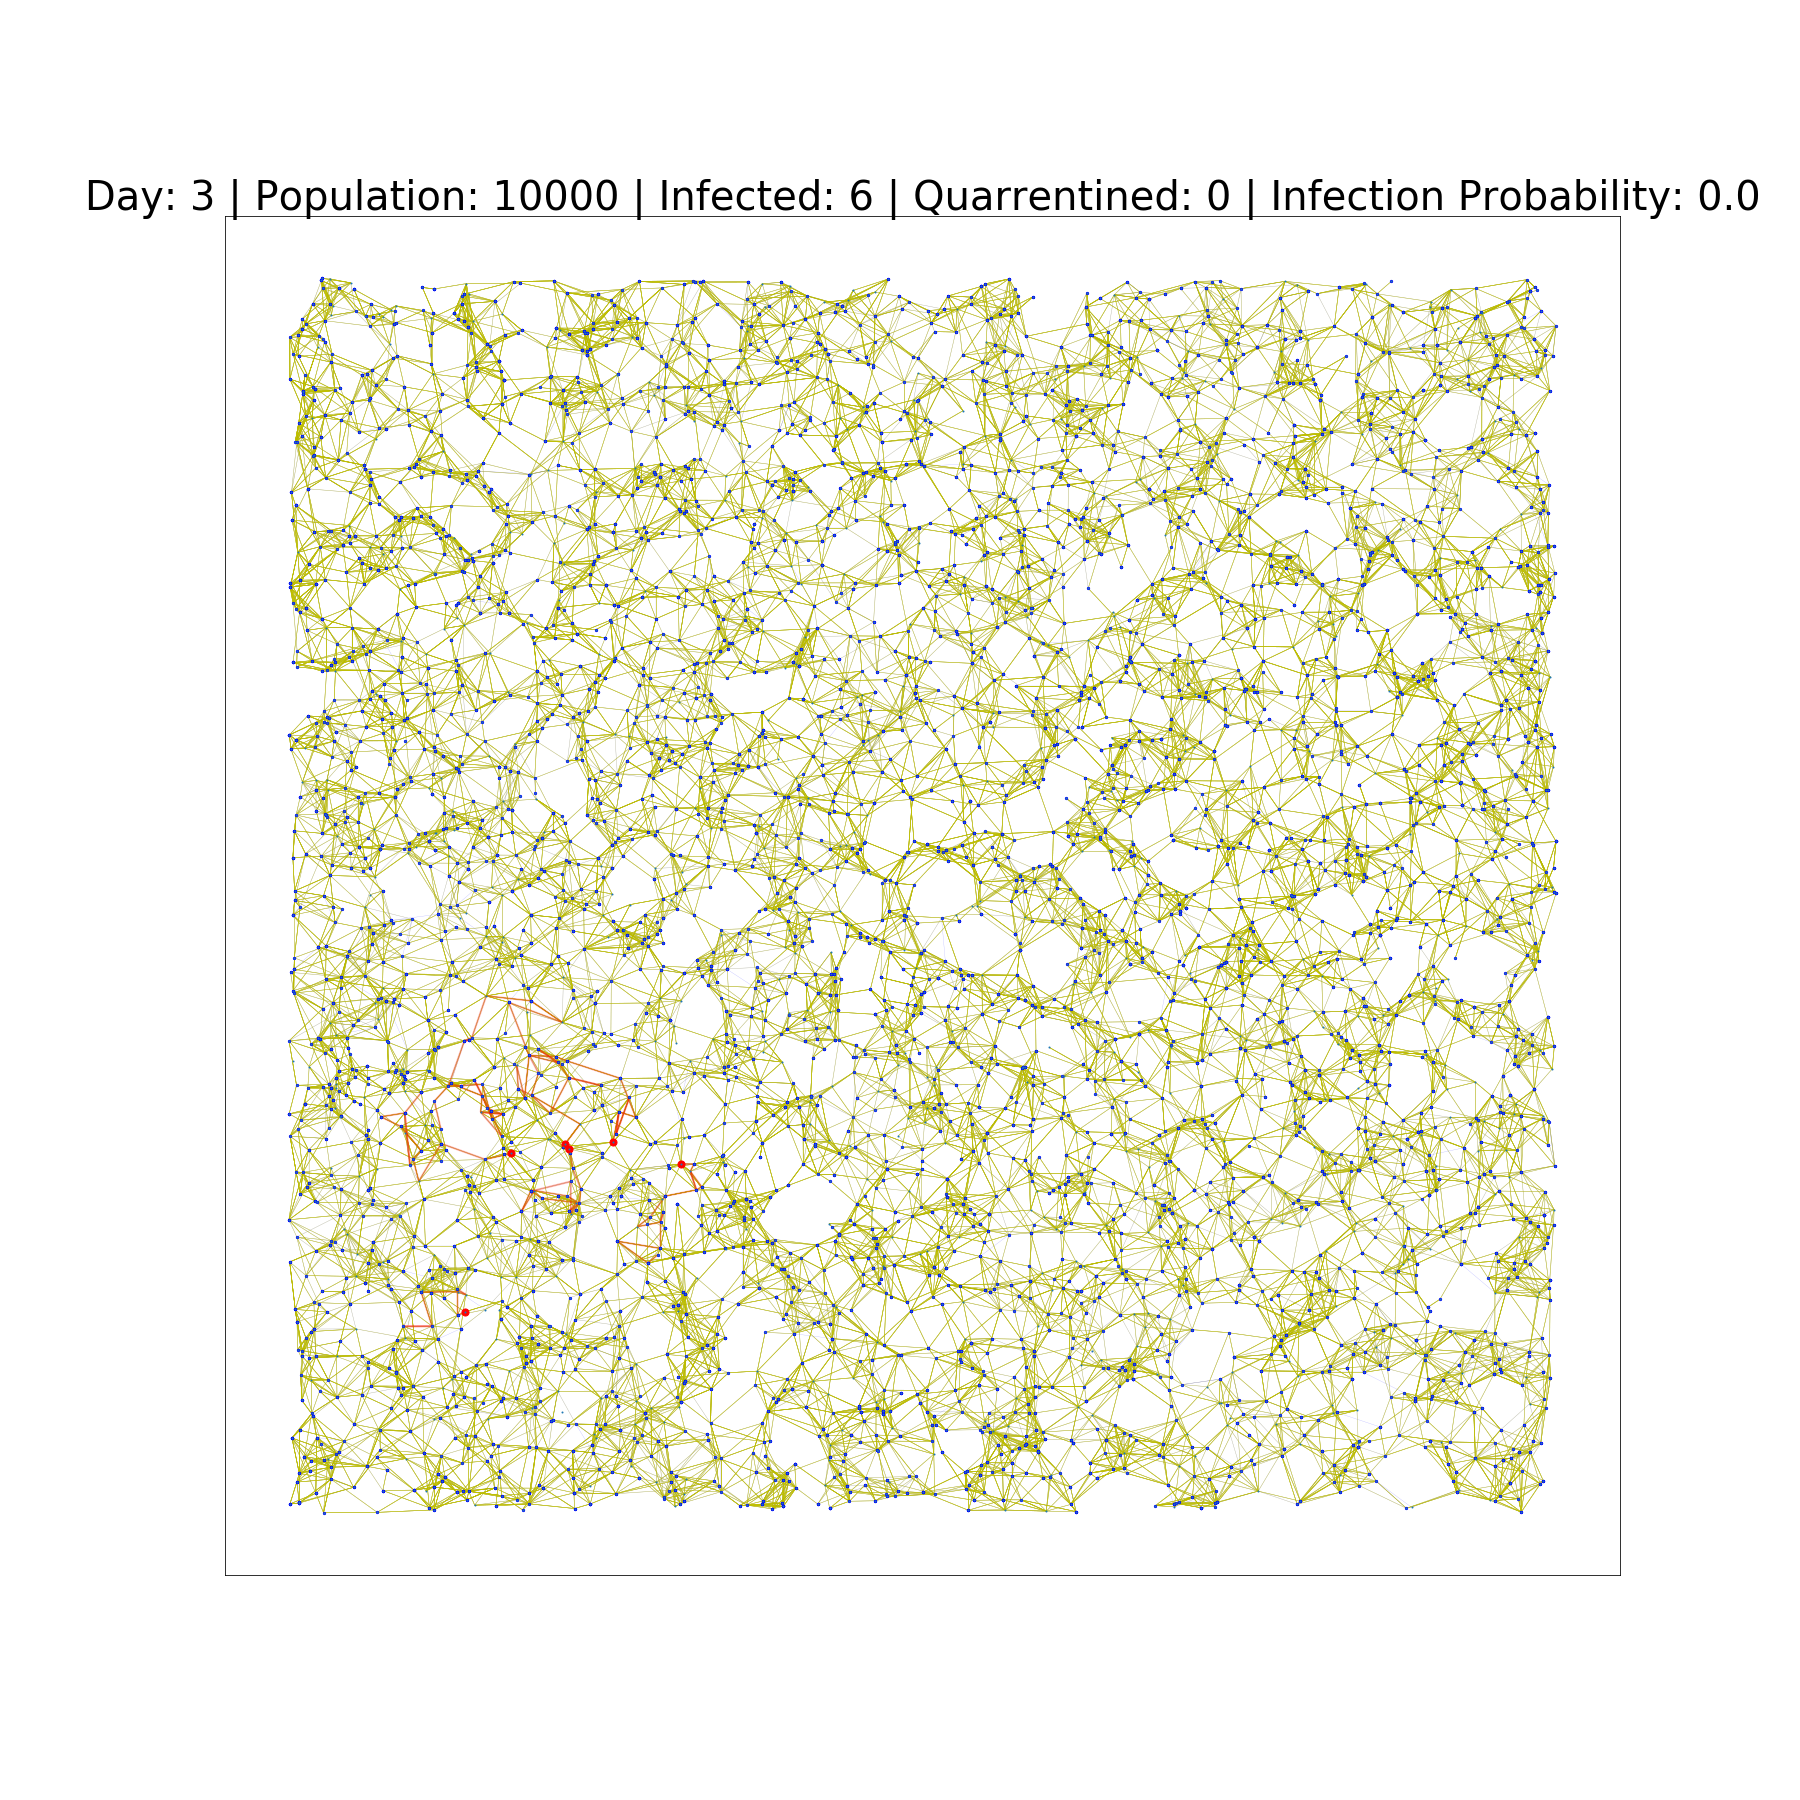 Day: 3 | Population: 10000 | Infected: 6 | Quarrentined: 0 | Infection Probability: 0.0